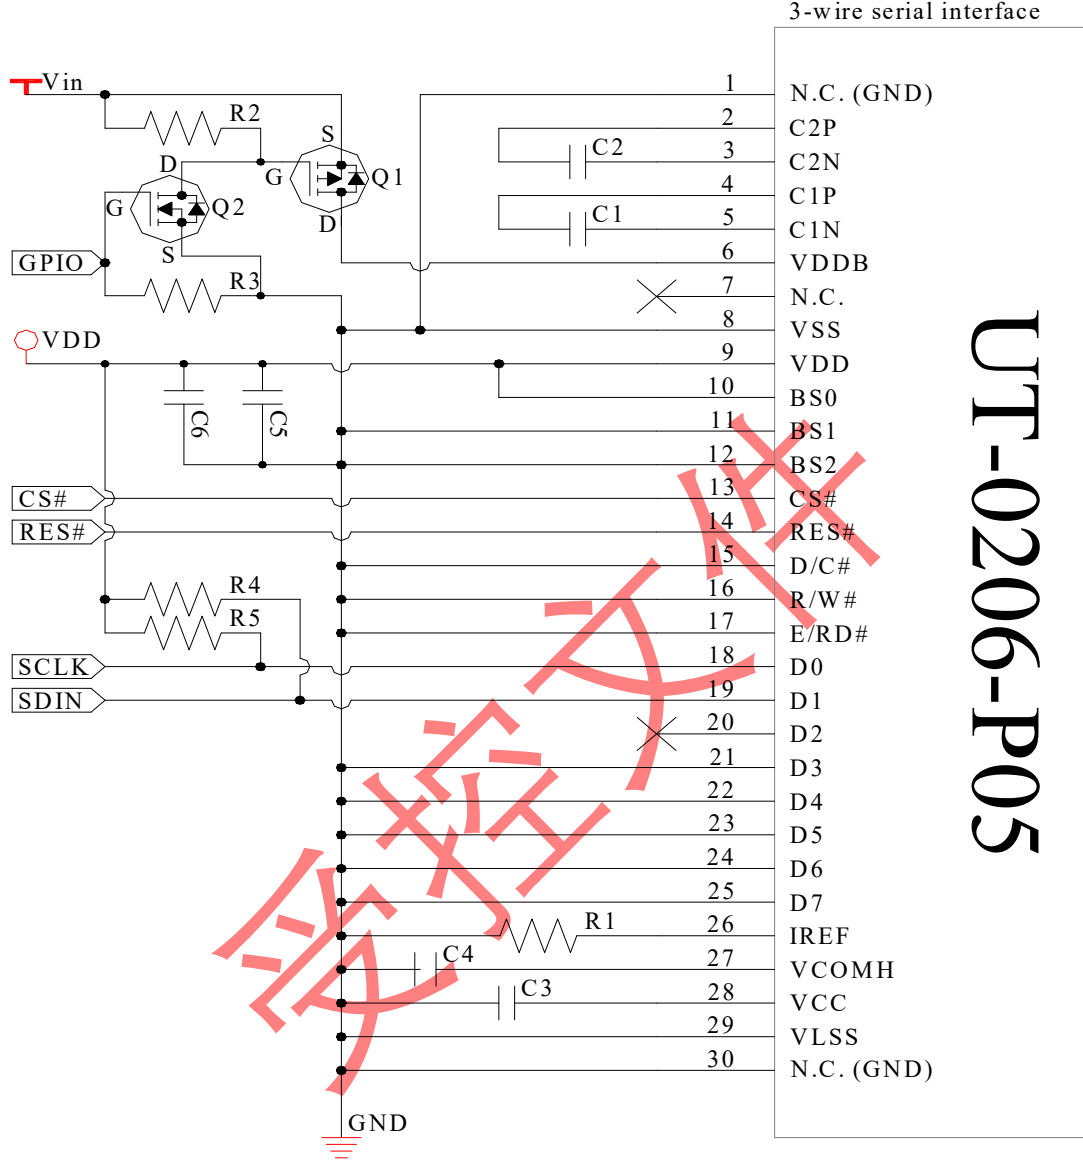 3-wire serial interface
Vin
R2
S
D
G
Q1
G
Q2
D
S
GPIO
R3
VDD
C6
C5
CS#
RES#
R4
R5
SCLK
SDIN
C2
C1
R1
C4
C3
GND
1 N.C. (GND)
2 C2P
3 C2N
4 C1P
5 C1N
6 VDDB
7 N.C.
8 VSS
9 VDD
10 BS0
11 BS1
12 BS2
13 CS#
14 RES#
15 D/C#
16 R/W#
17 E/RD#
18 D0
19 D1
20 D2
21 D3
22 D4
23 D5
24 D6
25 D7
26 IREF
27 VCOMH
28 VCC
29 VLSS
30 N.C. (GND)
UT-0206-P05
受控文件